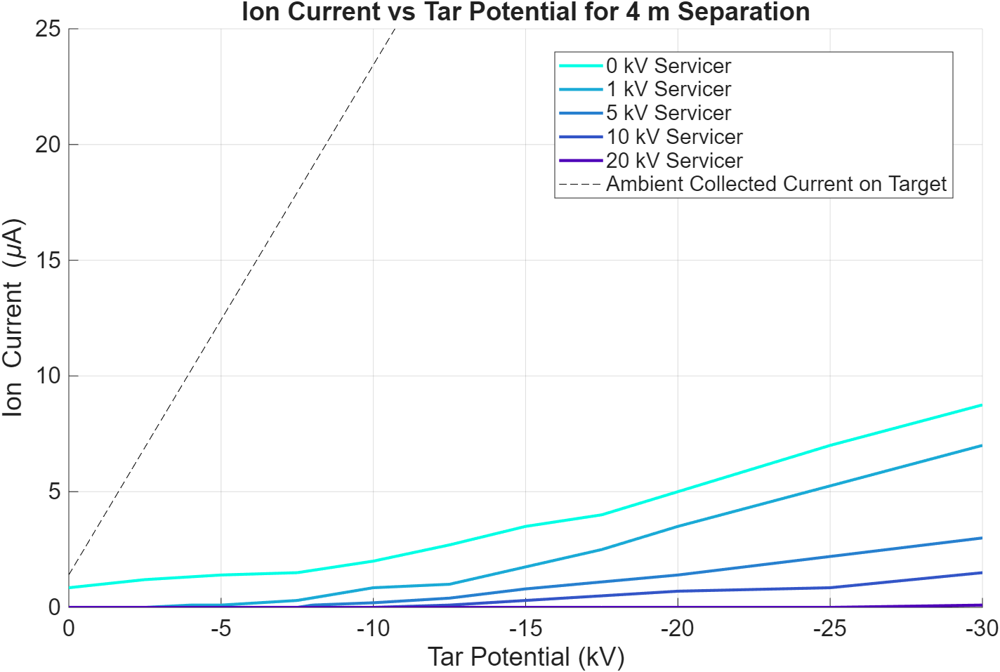 Ion Current vs Tar Potential for 4 m Separation
25
20
15
10
5
0
Ion Current (μA)
0 kV Servicer
1 kV Servicer
5 kV Servicer
10 kV Servicer
20 kV Servicer
Ambient Collected Current on Target
0 -5 -10 -15 -20 -25 -30
Tar Potential (kV)